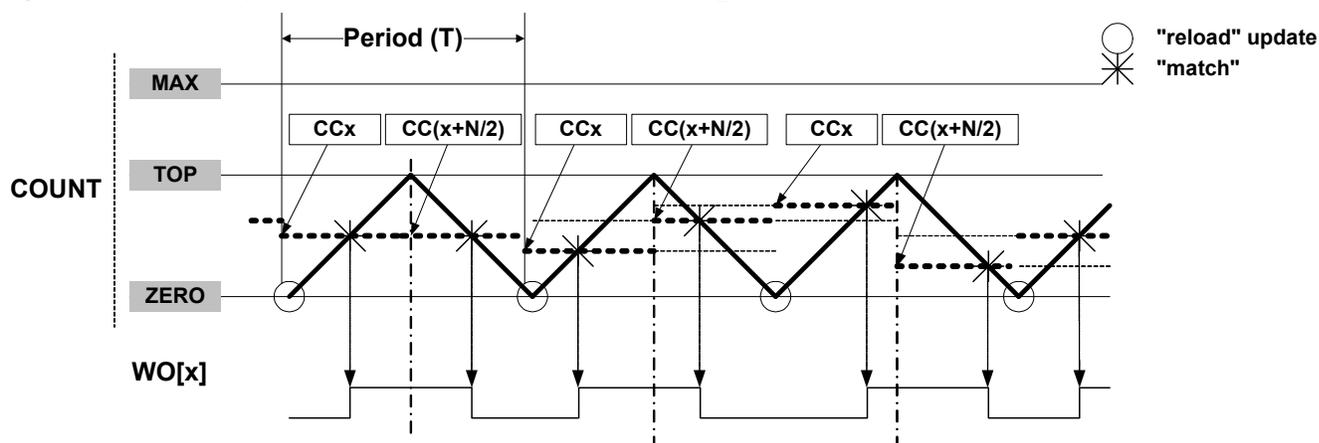 Period (T)
"reload" update
"match"
MAX
CCx
CC(x+N/2)
CCx
CC(x+N/2)
CCx
CC(x+N/2)
TOP
COUNT
ZERO
WO[x]